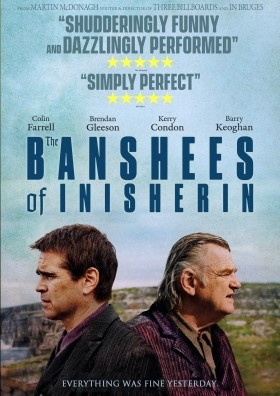 FROM MARTIN McDONAGH WRITER & DIRECTOR OF THREE BILLBOARDS AND IN BRUGES
"SHUDDERINGLY FUNNY
AND DAZZLINGLY PERFORMED"
"SIMPLY PERFECT"
Colin Farrell
Brendan Gleeson
Kerry Condon
Barry Keoghan
The
BANSHEES
of INISHERIN
EVERYTHING WAS FINE YESTERDAY.